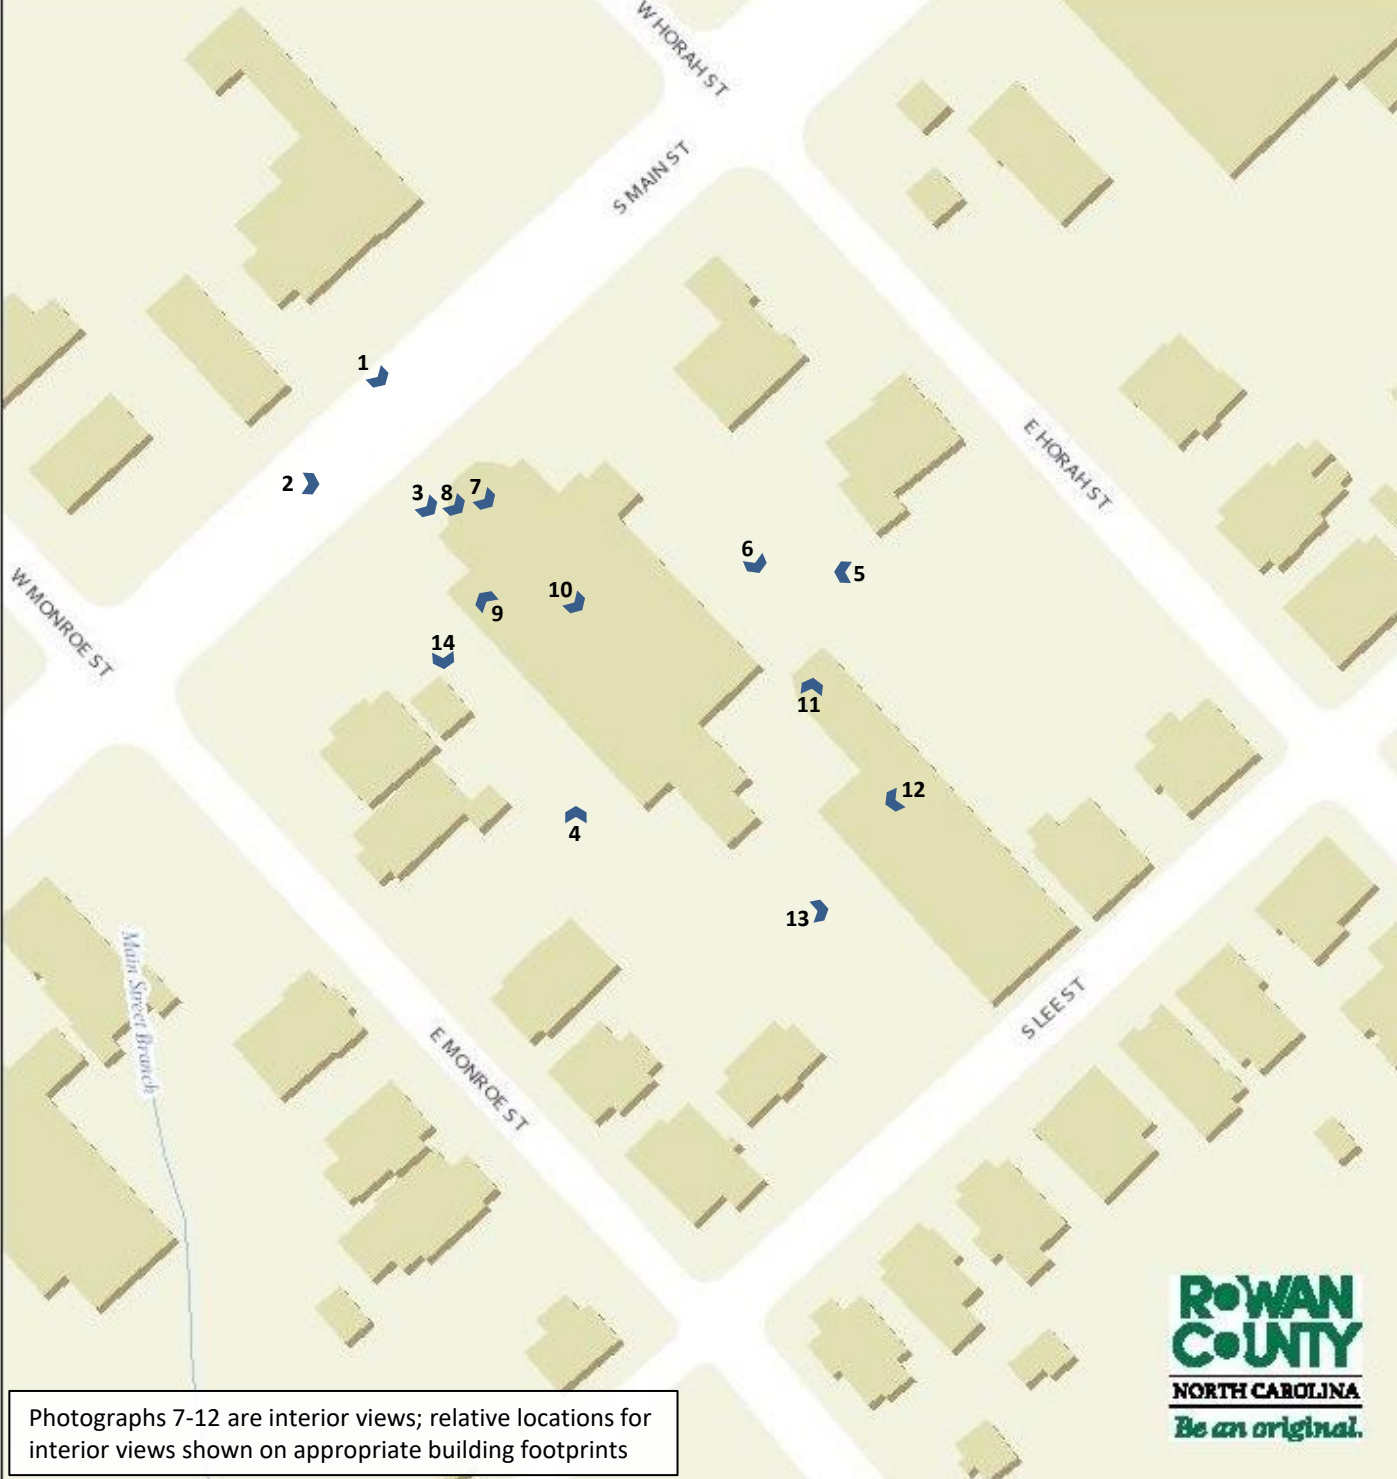 W HORAH ST
S MAIN ST
1
2
3
8
7
E HORAH ST
6
5
W MONROE ST
10
9
14
11
12
4
13
Main Street Branch
S LEE ST
E MONROE ST
ROWAN
COUNTY
NORTH CAROLINA
Be an original.
Photographs 7-12 are interior views; relative locations for
interior views shown on appropriate building footprints